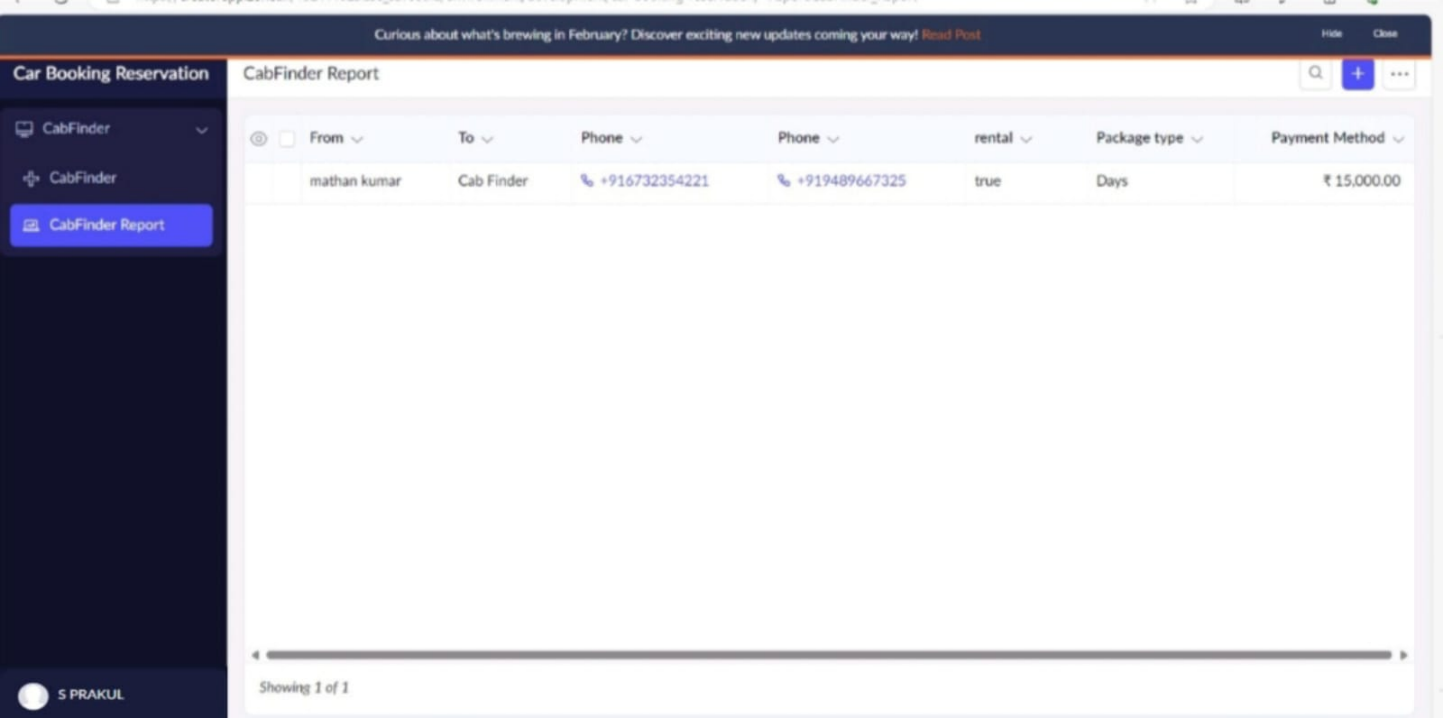 Curious about what's brewing in February? Discover exciting new updates coming your way! Read Post Hide Close
Car Booking Reservation
CabFinder Report
CabFinder
CabFinder
CabFinder Report
From To Phone Phone rental Package type Payment Method
mathan kumar Cab Finder +916732354221 +919489667325 true Days ₹ 15,000.00
Showing 1 of 1
S PRAKUL